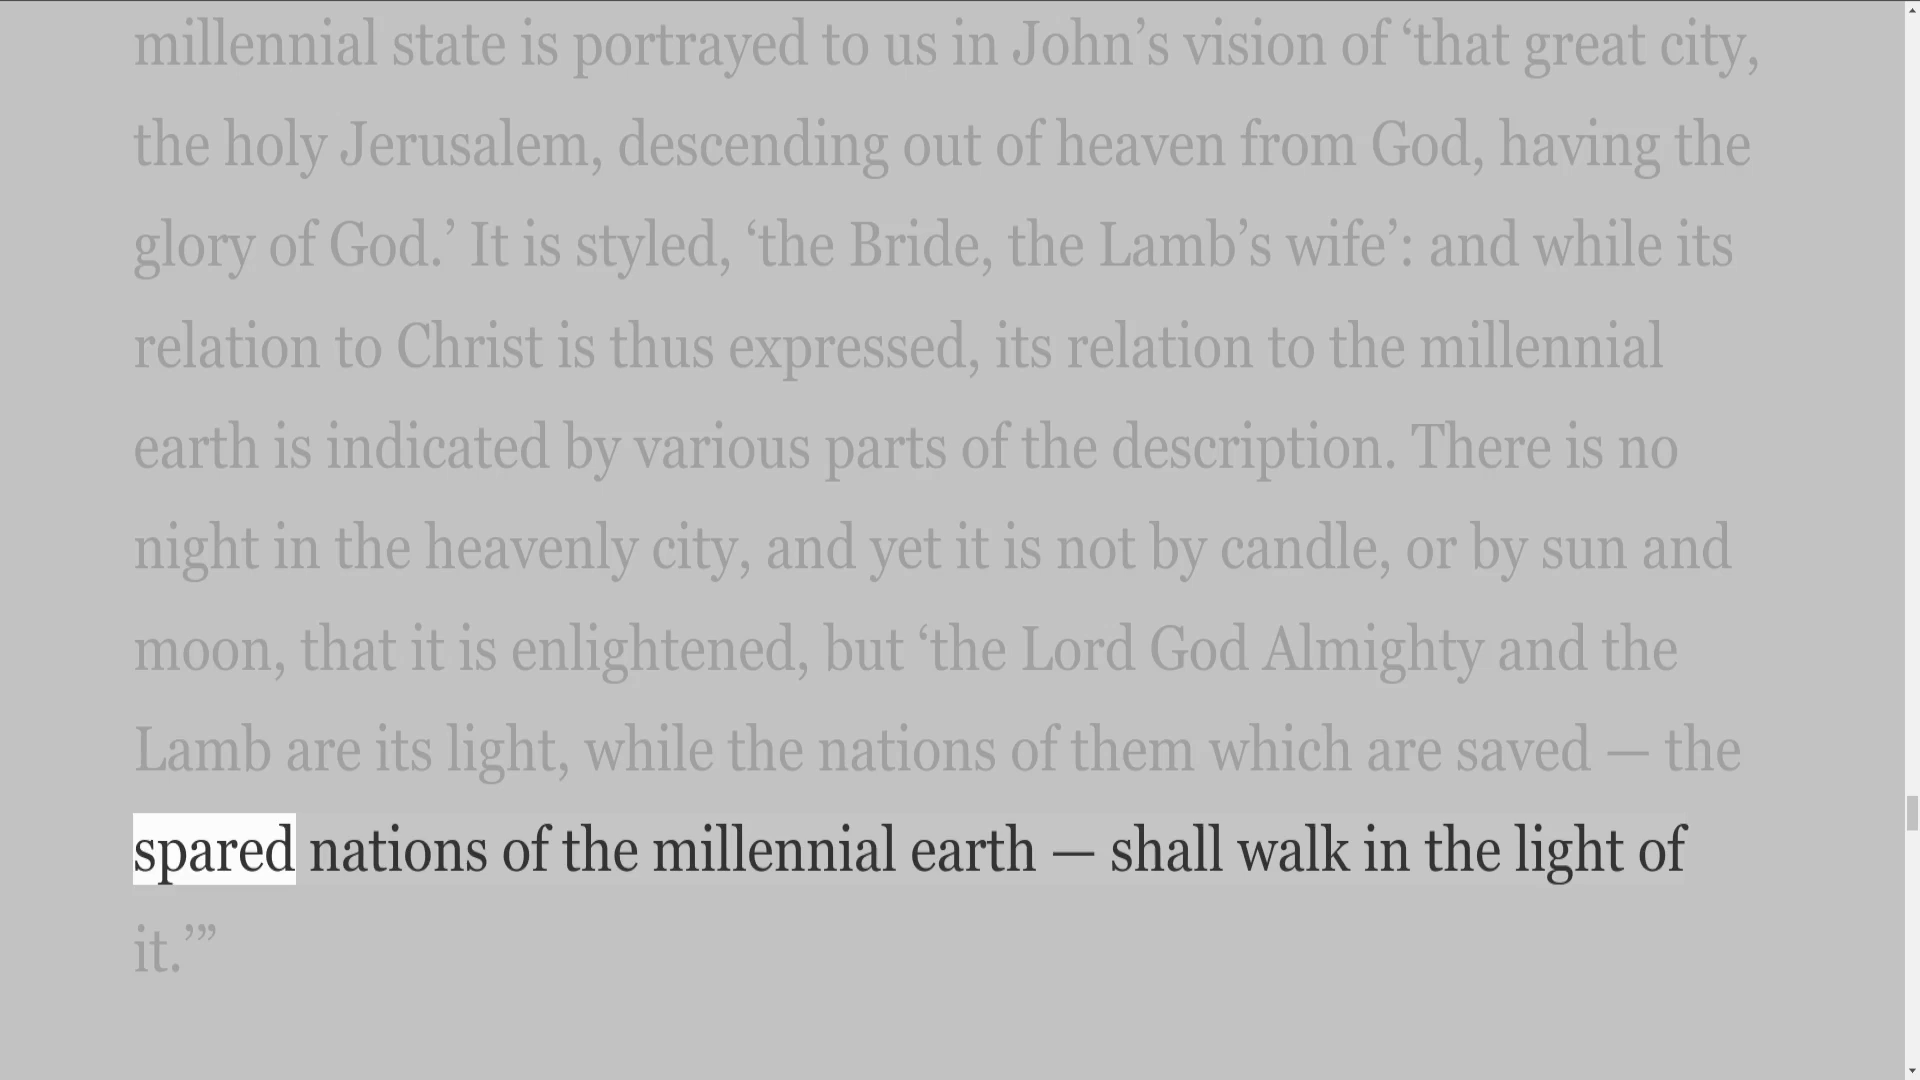 millennial state is portrayed to us in John’s vision of ‘that great city,
the holy Jerusalem, descending out of heaven from God, having the
glory of God.’ It is styled, ‘the Bride, the Lamb’s wife’: and while its
relation to Christ is thus expressed, its relation to the millennial
earth is indicated by various parts of the description. There is no
night in the heavenly city, and yet it is not by candle, or by sun and
moon, that it is enlightened, but ‘the Lord God Almighty and the
Lamb are its light, while the nations of them which are saved — the
spared nations of the millennial earth — shall walk in the light of
it.’”